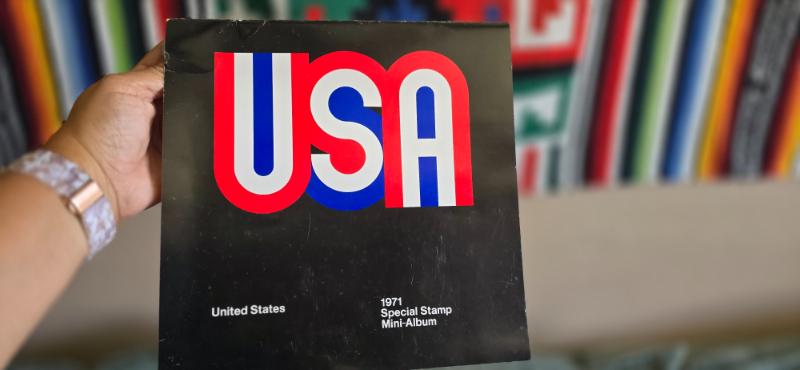 USA
United States
1971
Special Stamp
Mini-Album